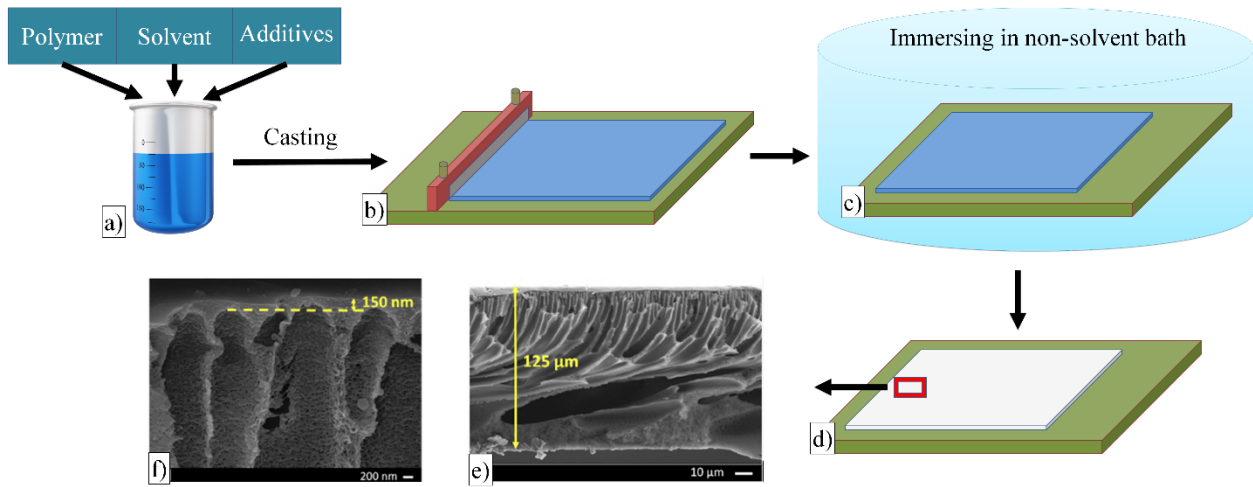 Polymer Solvent Additives
Immersing in non-solvent bath
Casting
a)
b)
c)
150 nm
125 µm
d)
f)
200 nm
e)
10 µm